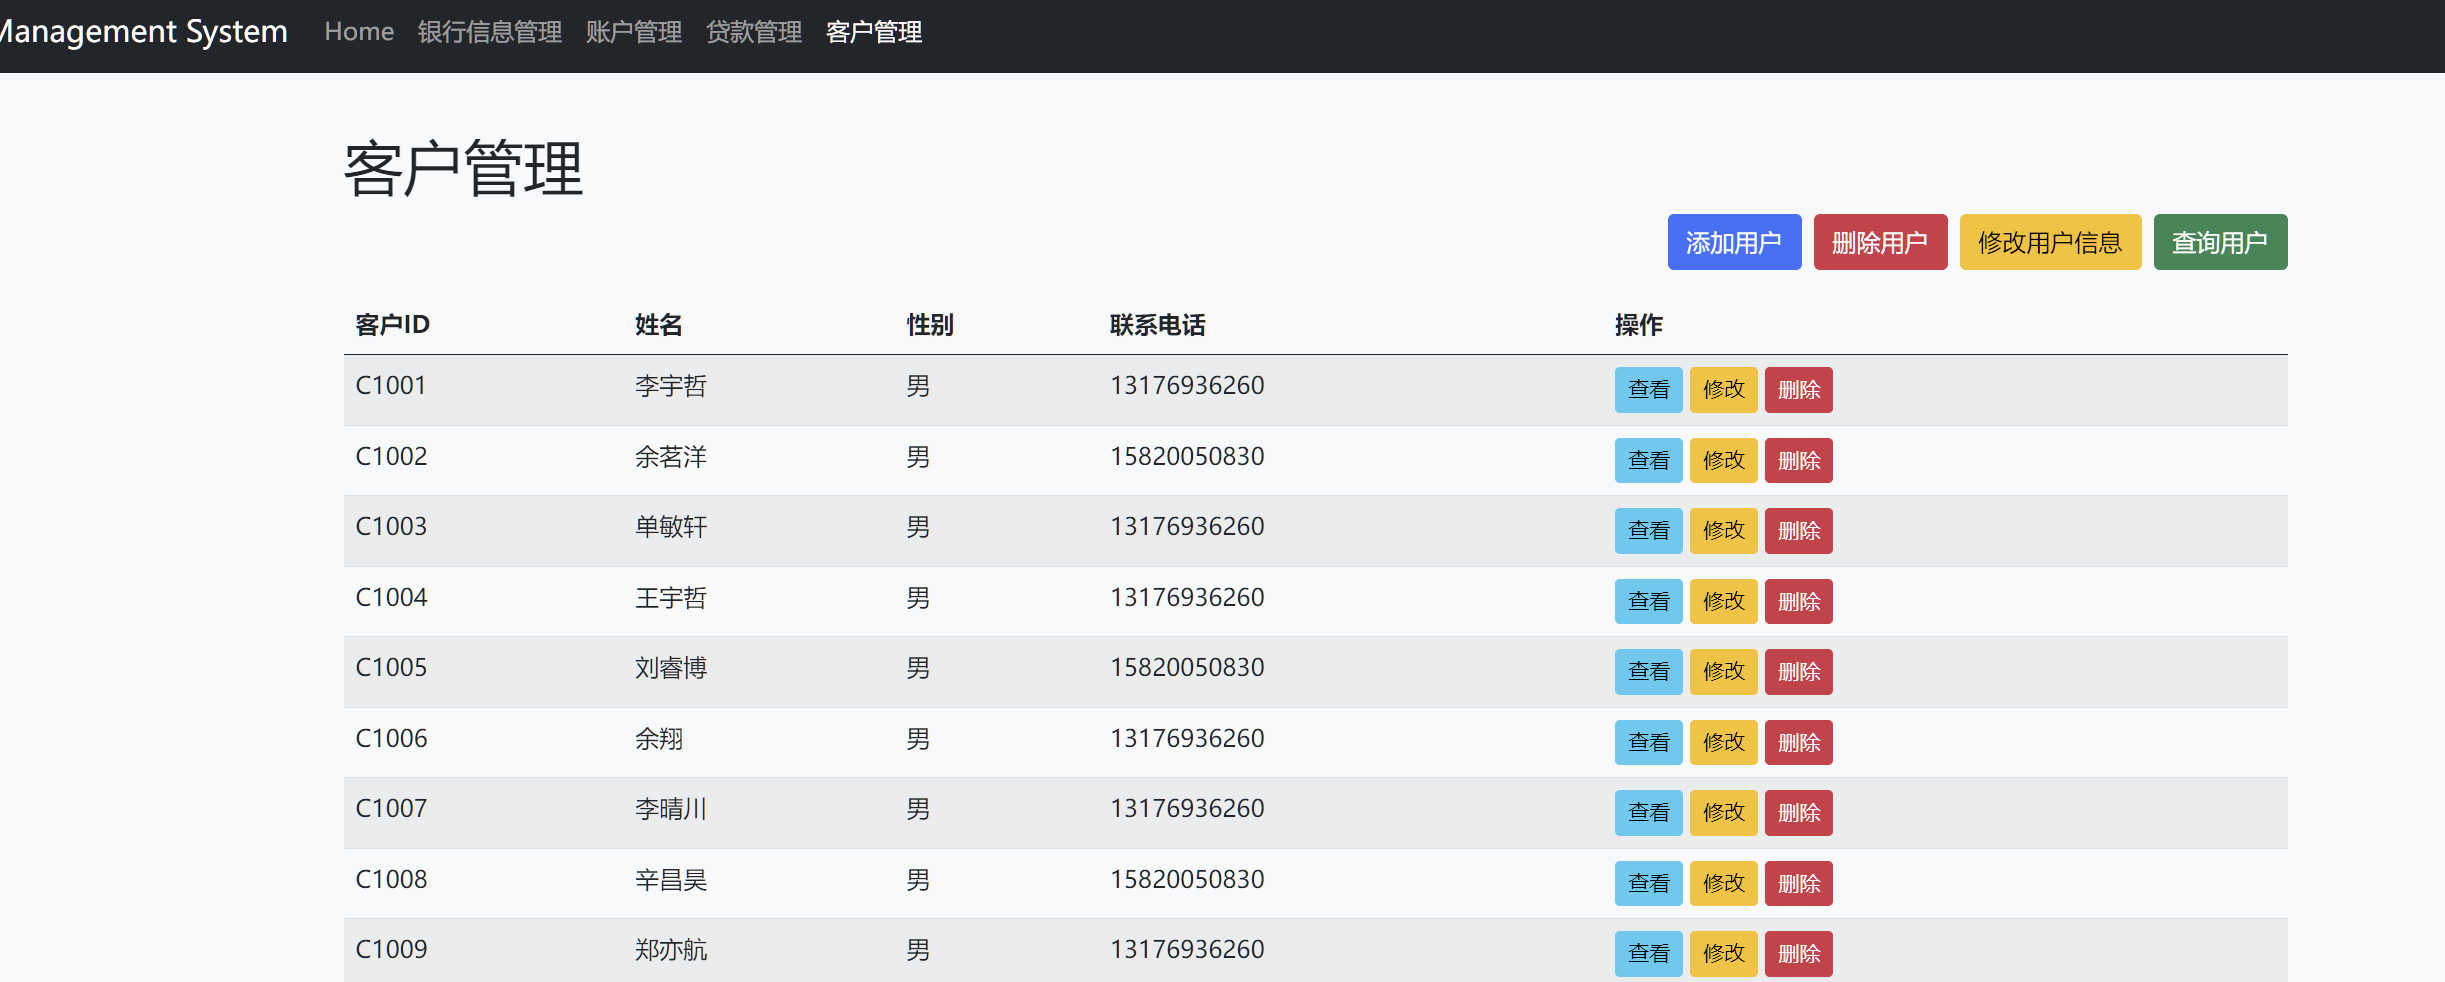 Management System Home 银行信息管理 账户管理 贷款管理 客户管理
客户管理
添加用户 删除用户 修改用户信息 查询用户
客户ID 姓名 性别 联系电话 操作
C1001 李宇哲 男 13176936260 查看 修改 删除
C1002 余茗洋 男 15820050830 查看 修改 删除
C1003 单敏轩 男 13176936260 查看 修改 删除
C1004 王宇哲 男 13176936260 查看 修改 删除
C1005 刘睿博 男 15820050830 查看 修改 删除
C1006 余翔 男 13176936260 查看 修改 删除
C1007 李晴川 男 13176936260 查看 修改 删除
C1008 辛昌昊 男 15820050830 查看 修改 删除
C1009 郑亦航 男 13176936260 查看 修改 删除